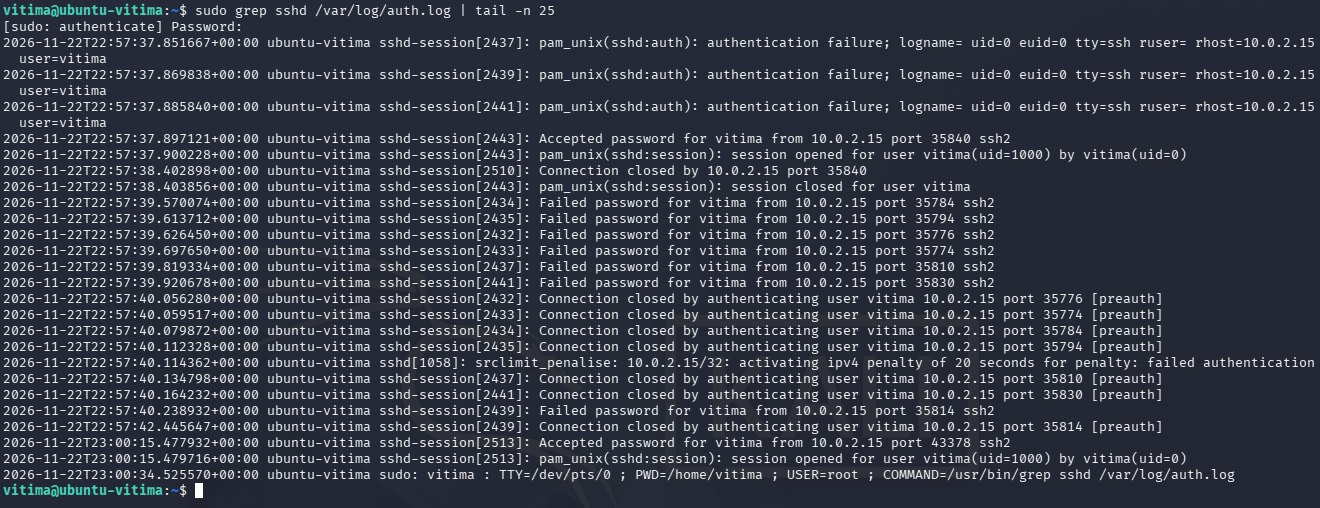 vitima@ubuntu-vitima:~$ sudo grep sshd /var/log/auth.log | tail -n 25
[sudo: authenticate] Password:
2026-11-22T22:57:37.851667+00:00 ubuntu-vitima sshd-session[2437]: pam_unix(sshd:auth): authentication failure; logname= uid=0 euid=0 tty=ssh ruser= rhost=10.0.2.15
  user=vitima
2026-11-22T22:57:37.869838+00:00 ubuntu-vitima sshd-session[2439]: pam_unix(sshd:auth): authentication failure; logname= uid=0 euid=0 tty=ssh ruser= rhost=10.0.2.15
  user=vitima
2026-11-22T22:57:37.885840+00:00 ubuntu-vitima sshd-session[2441]: pam_unix(sshd:auth): authentication failure; logname= uid=0 euid=0 tty=ssh ruser= rhost=10.0.2.15
  user=vitima
2026-11-22T22:57:37.897121+00:00 ubuntu-vitima sshd-session[2443]: Accepted password for vitima from 10.0.2.15 port 35840 ssh2
2026-11-22T22:57:37.900228+00:00 ubuntu-vitima sshd-session[2443]: pam_unix(sshd:session): session opened for user vitima(uid=1000) by vitima(uid=0)
2026-11-22T22:57:38.402898+00:00 ubuntu-vitima sshd-session[2510]: Connection closed by 10.0.2.15 port 35840
2026-11-22T22:57:38.403856+00:00 ubuntu-vitima sshd-session[2443]: pam_unix(sshd:session): session closed for user vitima
2026-11-22T22:57:39.570074+00:00 ubuntu-vitima sshd-session[2434]: Failed password for vitima from 10.0.2.15 port 35784 ssh2
2026-11-22T22:57:39.613712+00:00 ubuntu-vitima sshd-session[2435]: Failed password for vitima from 10.0.2.15 port 35794 ssh2
2026-11-22T22:57:39.626450+00:00 ubuntu-vitima sshd-session[2432]: Failed password for vitima from 10.0.2.15 port 35776 ssh2
2026-11-22T22:57:39.697650+00:00 ubuntu-vitima sshd-session[2433]: Failed password for vitima from 10.0.2.15 port 35774 ssh2
2026-11-22T22:57:39.819334+00:00 ubuntu-vitima sshd-session[2437]: Failed password for vitima from 10.0.2.15 port 35810 ssh2
2026-11-22T22:57:39.920678+00:00 ubuntu-vitima sshd-session[2441]: Failed password for vitima from 10.0.2.15 port 35830 ssh2
2026-11-22T22:57:40.056280+00:00 ubuntu-vitima sshd-session[2432]: Connection closed by authenticating user vitima 10.0.2.15 port 35776 [preauth]
2026-11-22T22:57:40.059517+00:00 ubuntu-vitima sshd-session[2433]: Connection closed by authenticating user vitima 10.0.2.15 port 35774 [preauth]
2026-11-22T22:57:40.079872+00:00 ubuntu-vitima sshd-session[2434]: Connection closed by authenticating user vitima 10.0.2.15 port 35784 [preauth]
2026-11-22T22:57:40.112328+00:00 ubuntu-vitima sshd-session[2435]: Connection closed by authenticating user vitima 10.0.2.15 port 35794 [preauth]
2026-11-22T22:57:40.114362+00:00 ubuntu-vitima sshd[1058]: srclimit_penalise: 10.0.2.15/32: activating ipv4 penalty of 20 seconds for penalty: failed authentication
2026-11-22T22:57:40.134798+00:00 ubuntu-vitima sshd-session[2437]: Connection closed by authenticating user vitima 10.0.2.15 port 35810 [preauth]
2026-11-22T22:57:40.164232+00:00 ubuntu-vitima sshd-session[2441]: Connection closed by authenticating user vitima 10.0.2.15 port 35830 [preauth]
2026-11-22T22:57:40.238932+00:00 ubuntu-vitima sshd-session[2439]: Failed password for vitima from 10.0.2.15 port 35814 ssh2
2026-11-22T22:57:42.445647+00:00 ubuntu-vitima sshd-session[2439]: Connection closed by authenticating user vitima 10.0.2.15 port 35814 [preauth]
2026-11-22T23:00:15.477932+00:00 ubuntu-vitima sshd-session[2513]: Accepted password for vitima from 10.0.2.15 port 43378 ssh2
2026-11-22T23:00:15.479716+00:00 ubuntu-vitima sshd-session[2513]: pam_unix(sshd:session): session opened for user vitima(uid=1000) by vitima(uid=0)
2026-11-22T23:00:34.525570+00:00 ubuntu-vitima sudo: vitima : TTY=/dev/pts/0 ; PWD=/home/vitima ; USER=root ; COMMAND=/usr/bin/grep sshd /var/log/auth.log
vitima@ubuntu-vitima:~$